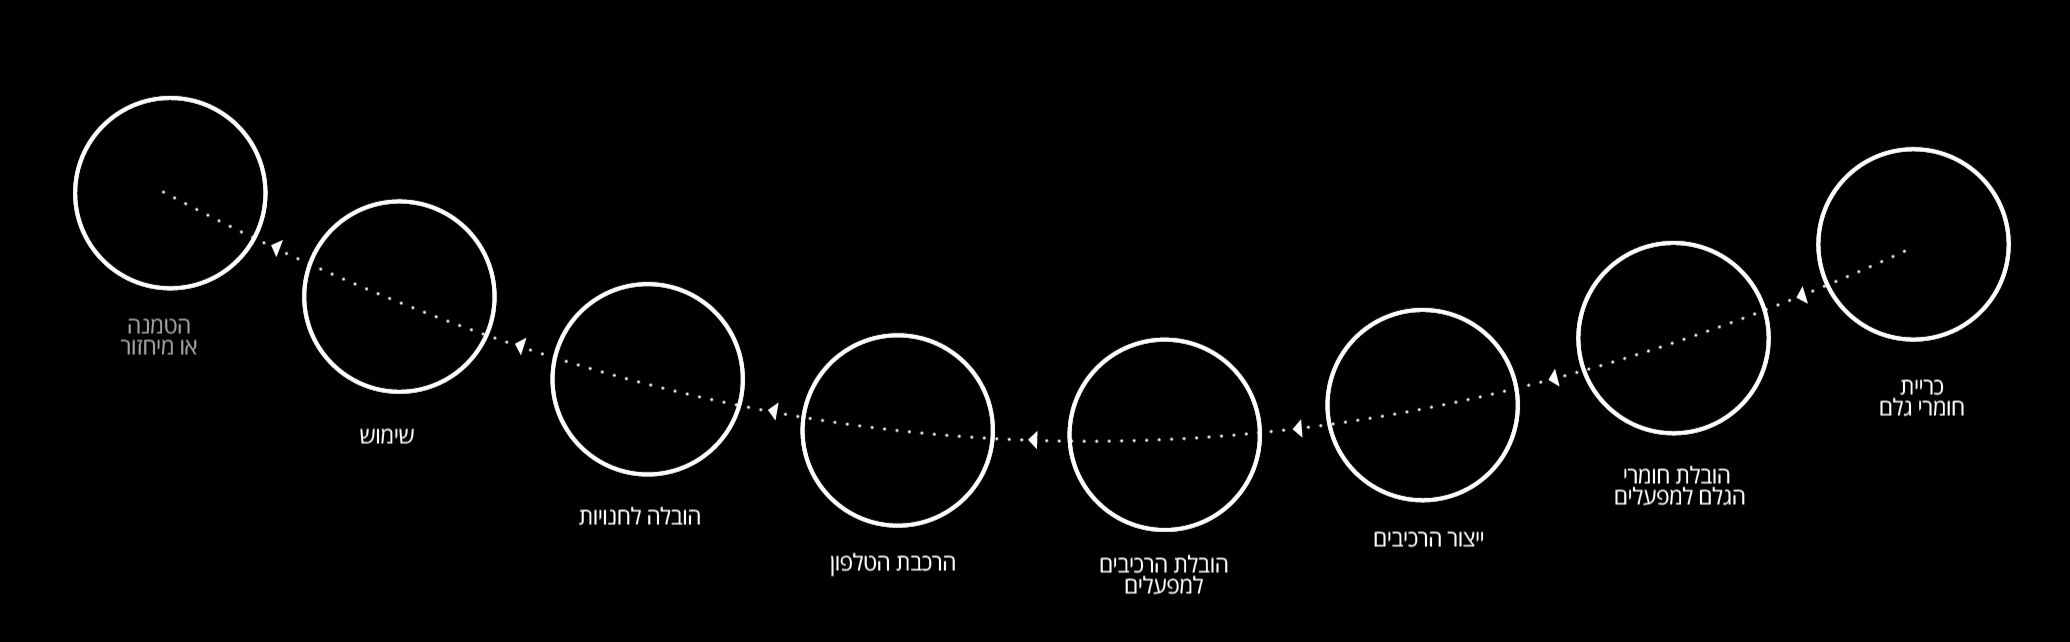 כריית
חומרי גלם
הובלת חומרי
הגלם למפעלים
ייצור הרכיבים
הובלת הרכיבים
למפעלים
הרכבת הטלפון
הובלה לחנויות
שימוש
הטמנה
או מיחזור